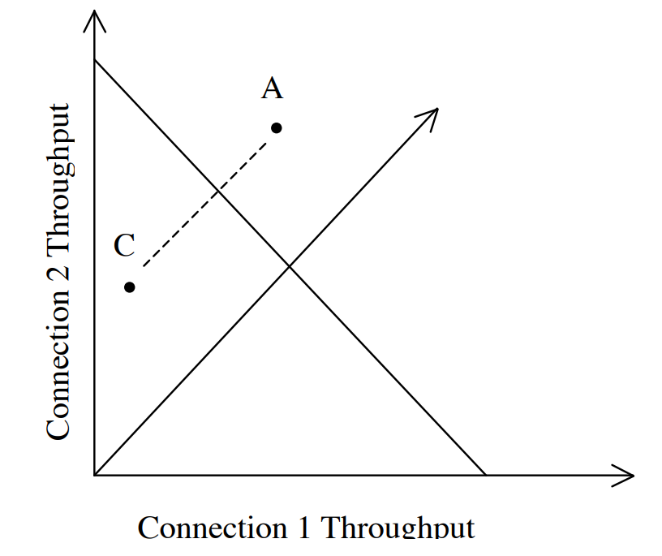 A
C
Connection 2 Throughput
Connection 1 Throughput